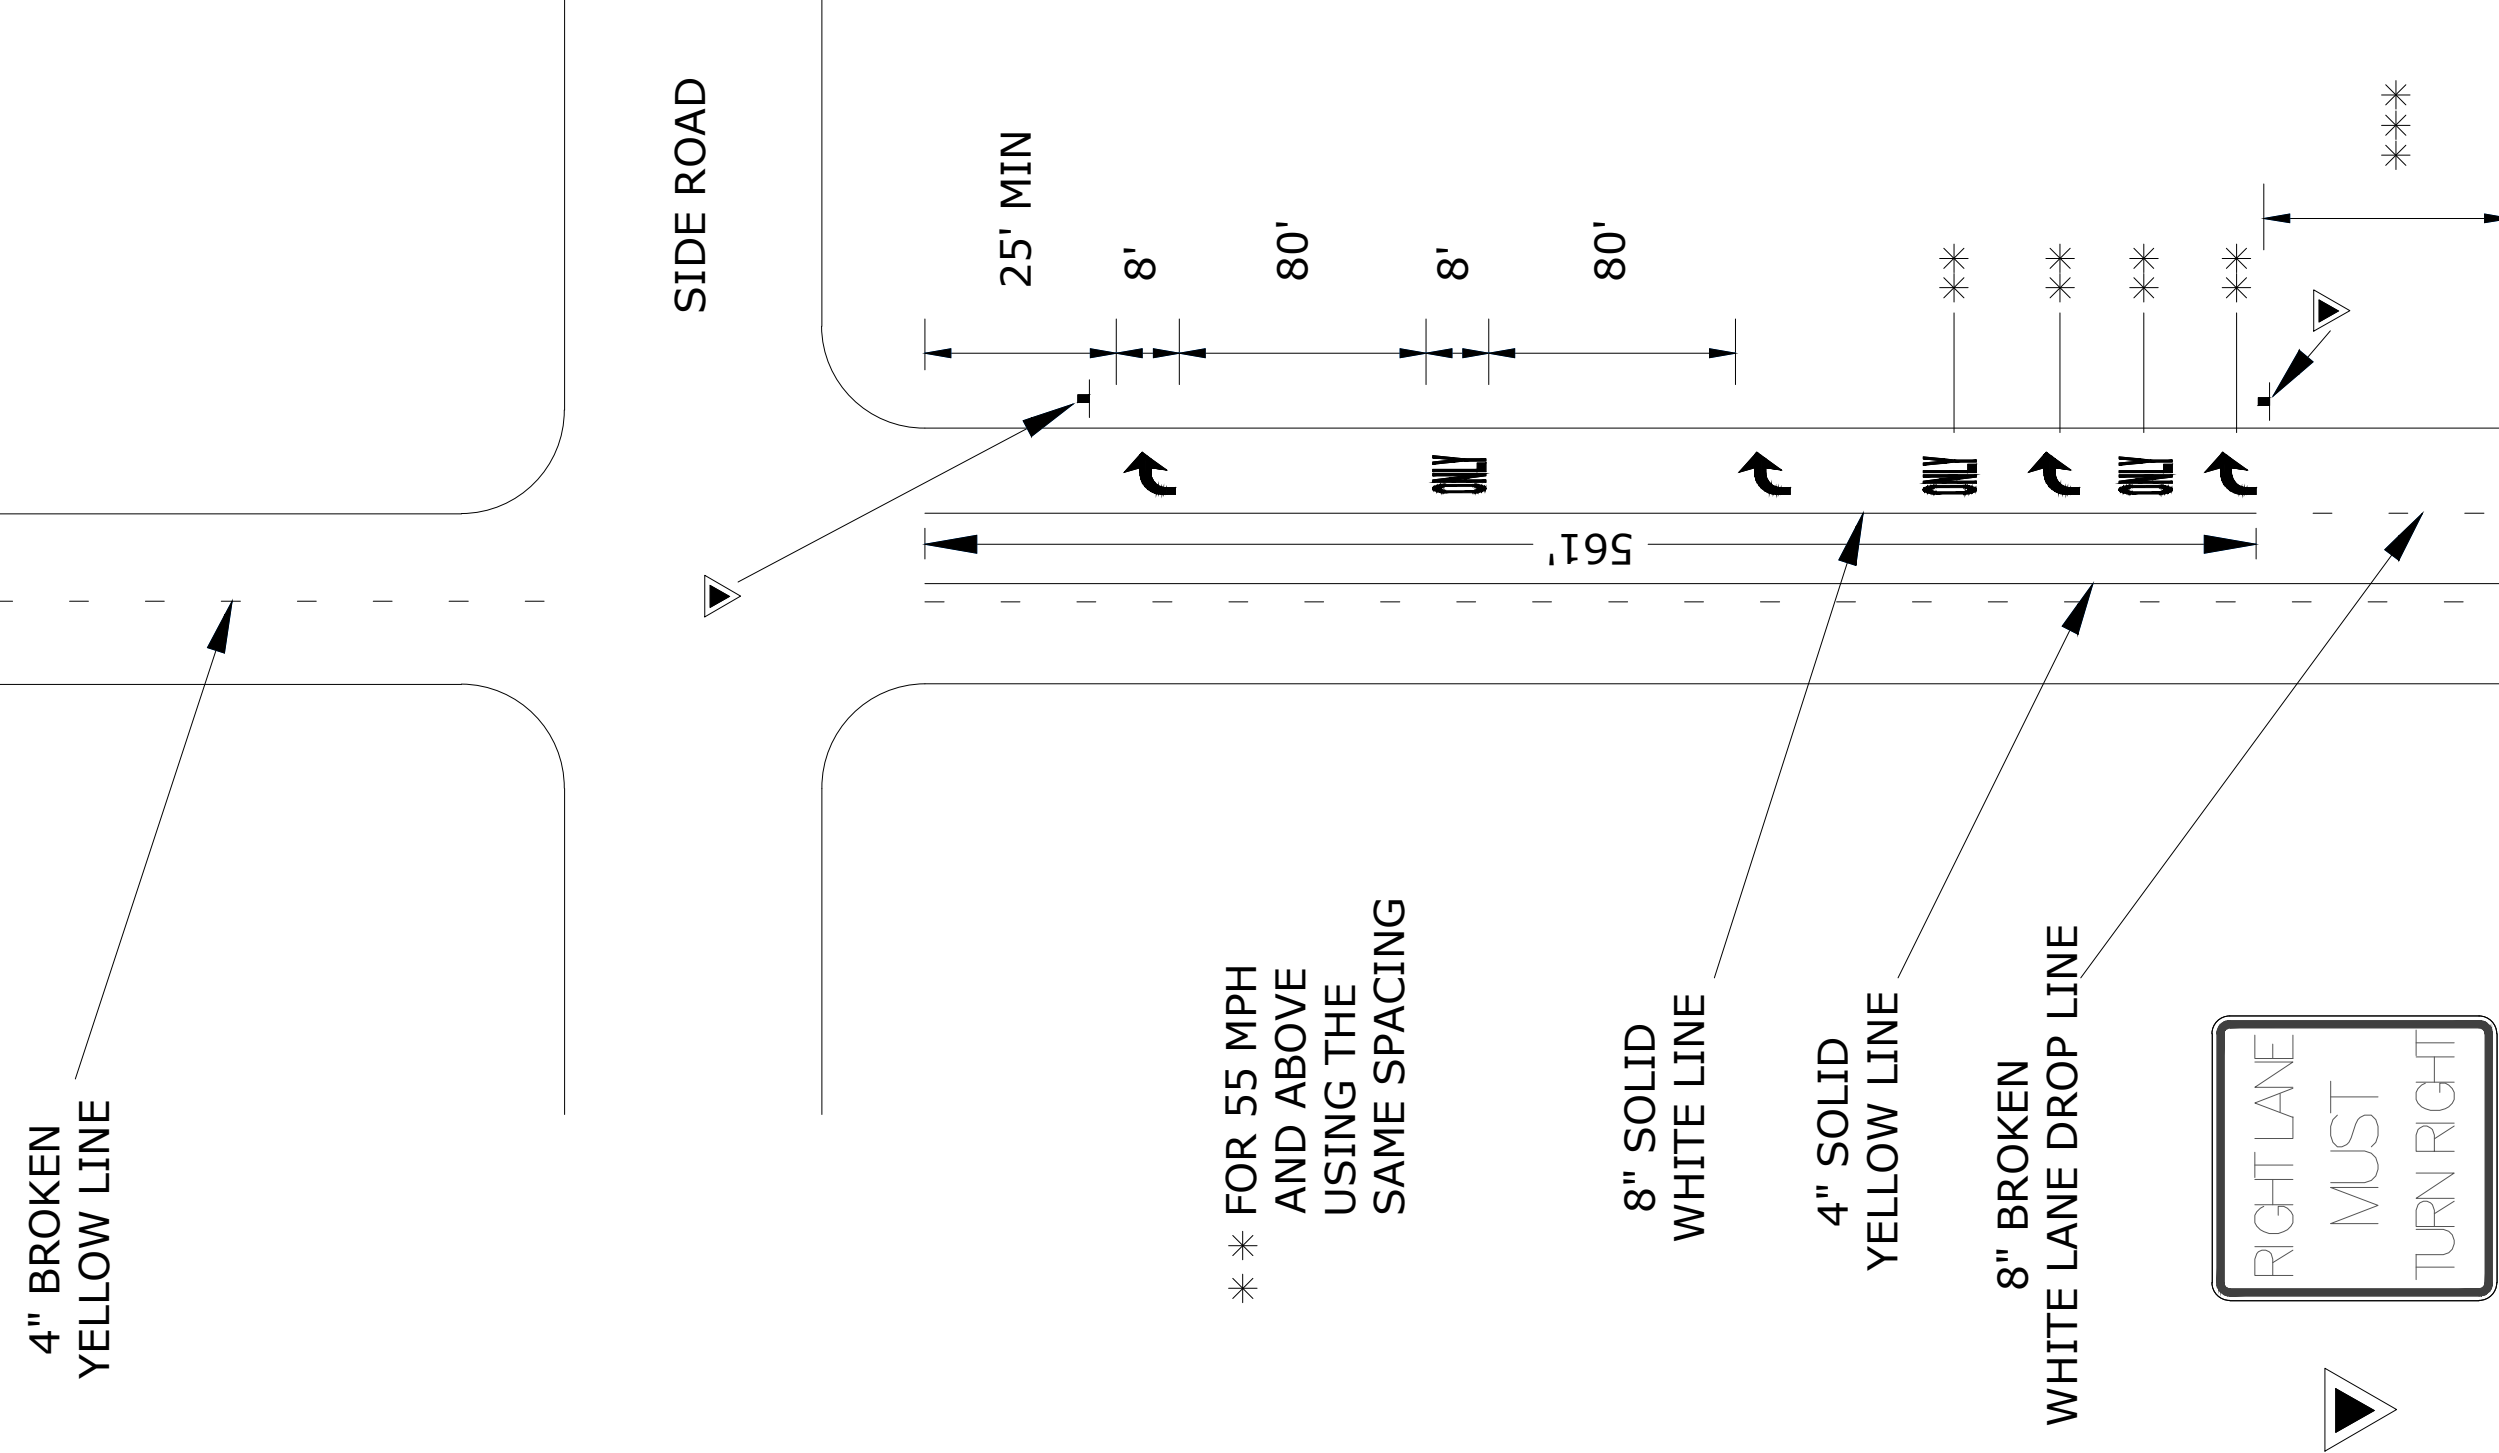 SIDE ROAD
25' MIN
8'
80'
8'
80'
***
**
**
**
**
ONLY
ONLY
ONLY
561'
4" BROKEN
YELLOW LINE
** FOR 55 MPH
AND ABOVE
USING THE
SAME SPACING
8" SOLID
WHITE LINE
4" SOLID
YELLOW LINE
8" BROKEN
WHITE LANE DROP LINE
RIGHT LANE
MUST
TURN RIGHT